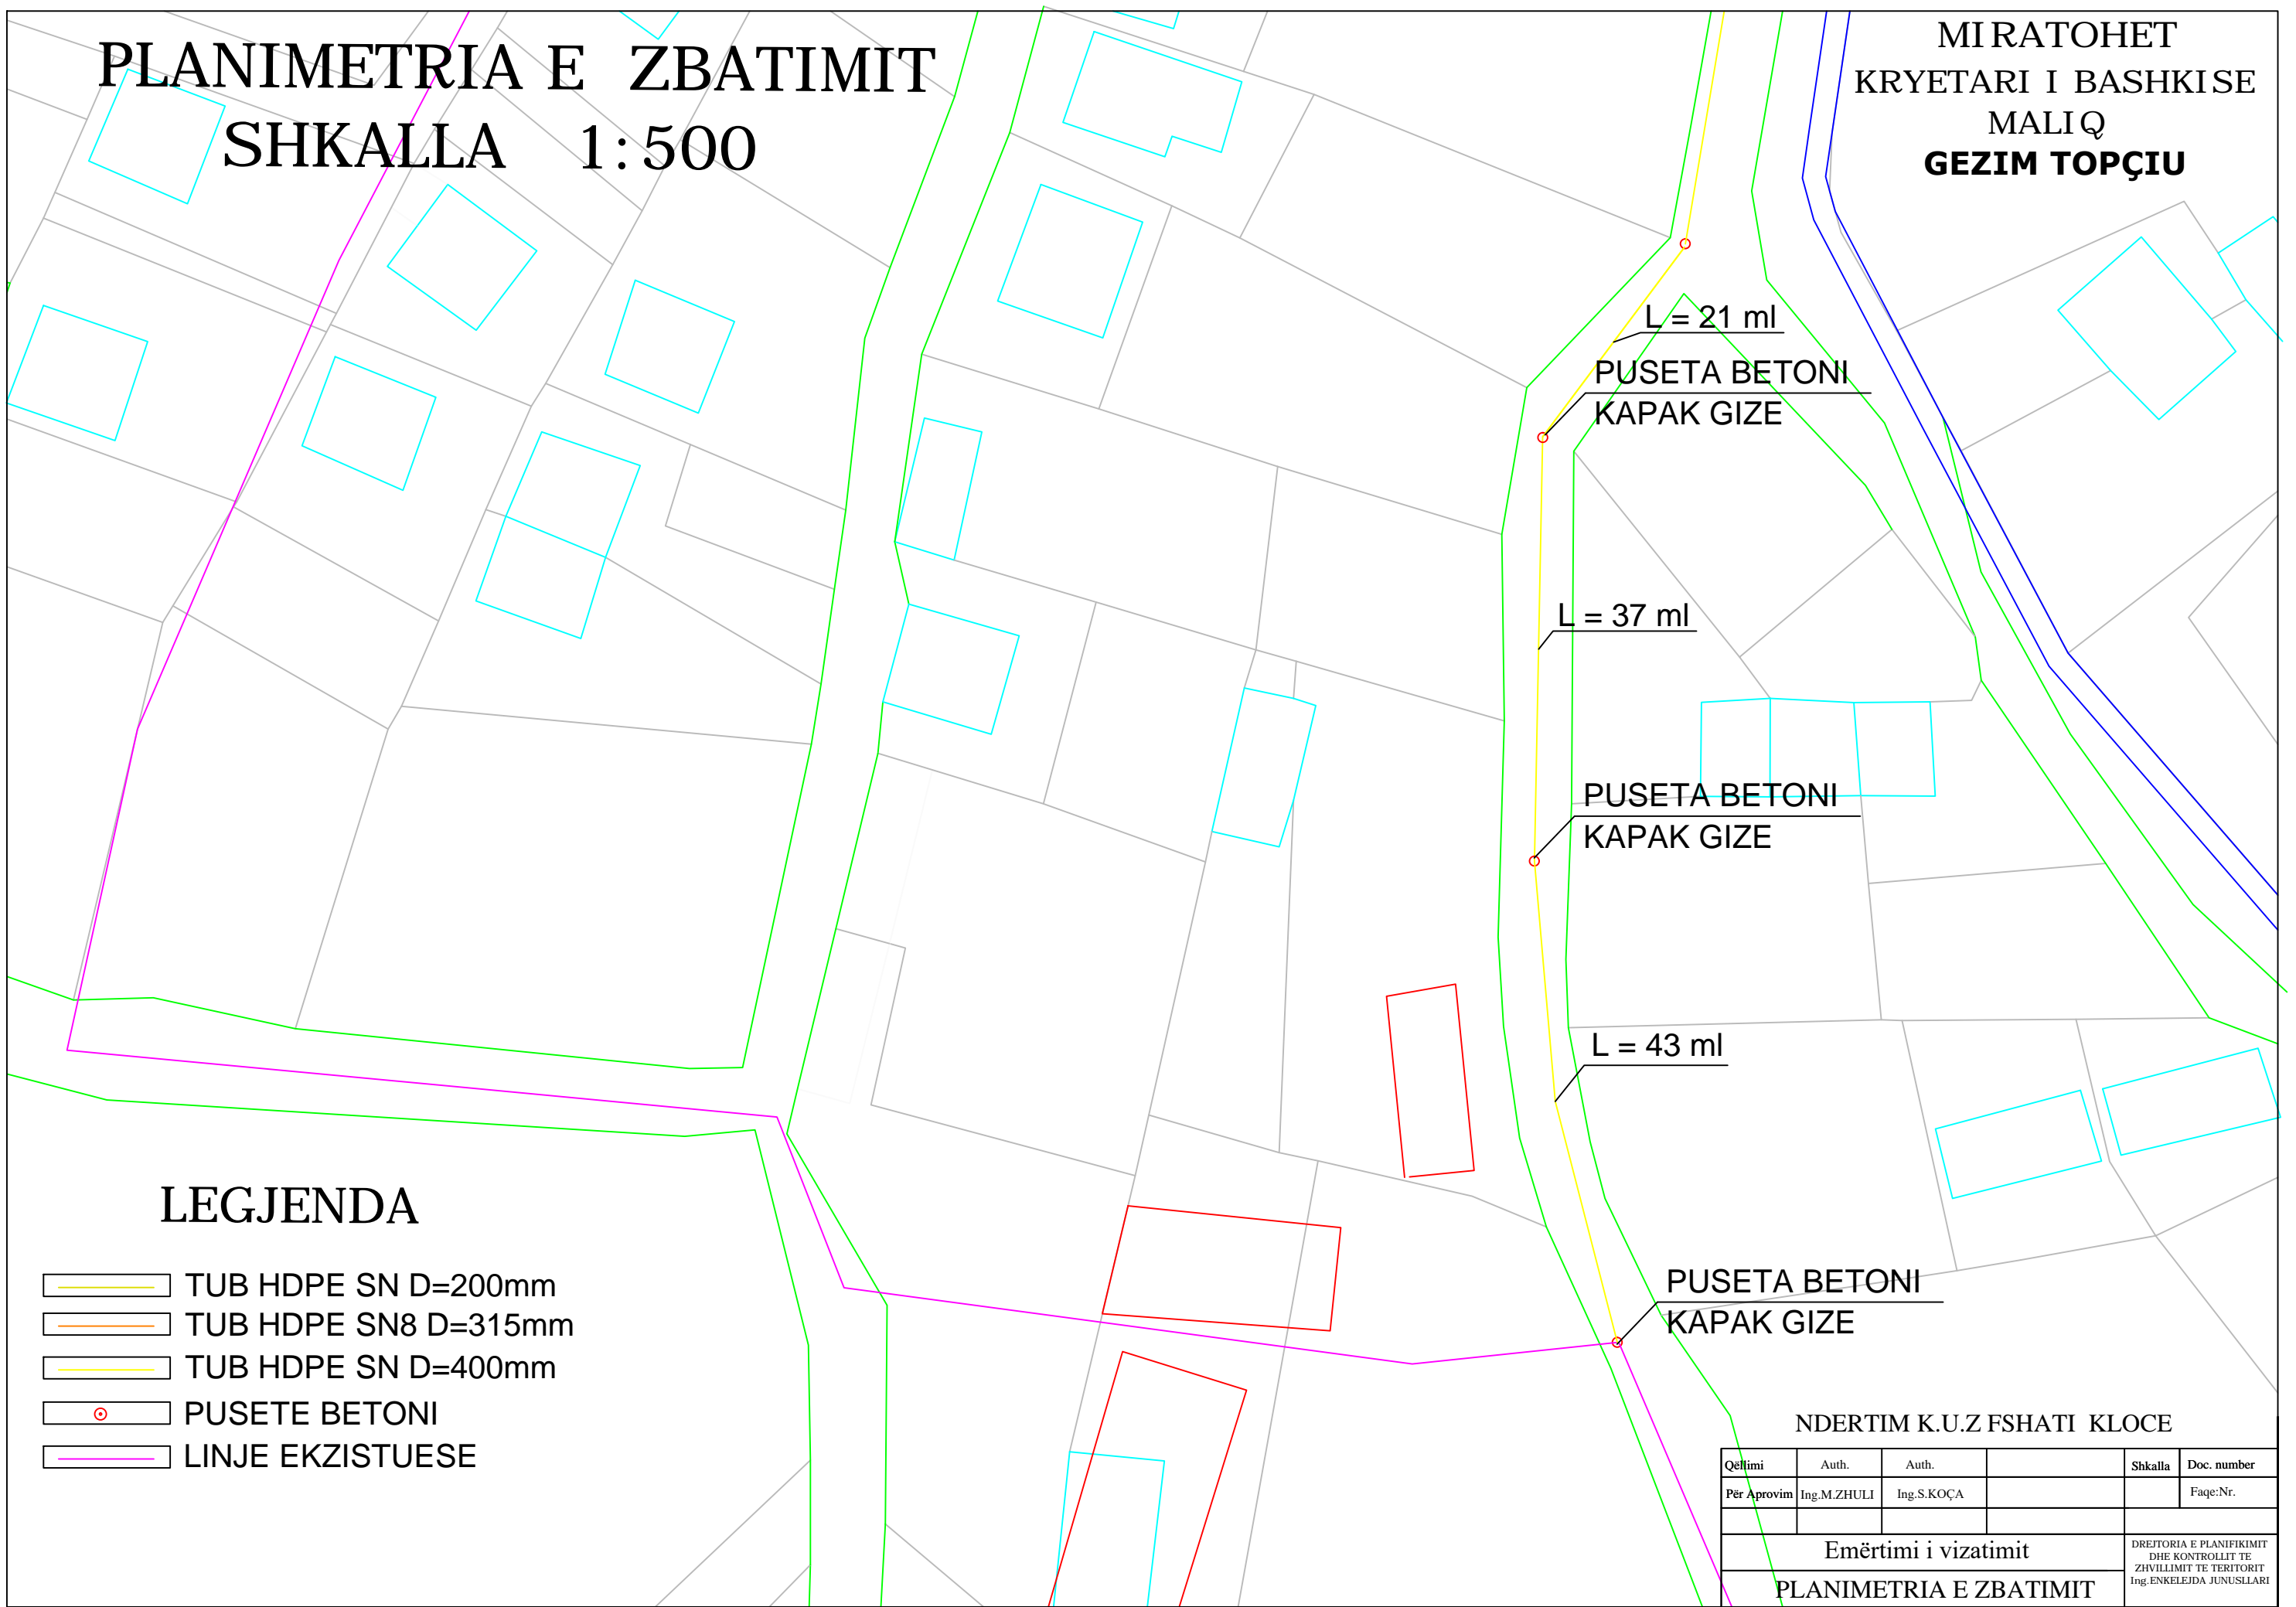 PLANIMETRIA E ZBATIMIT
SHKALLA 1:500
MIRATOHET
KRYETARI I BASHKISE
MALIQ
GEZIM TOPÇIU
L = 21 ml
PUSETA BETONI
KAPAK GIZE
L = 37 ml
PUSETA BETONI
KAPAK GIZE
L = 43 ml
PUSETA BETONI
KAPAK GIZE
LEGJENDA
TUB HDPE SN D=200mm
TUB HDPE SN8 D=315mm
TUB HDPE SN D=400mm
PUSETE BETONI
LINJE EKZISTUESE
NDERTIM K.U.Z FSHATI KLOCE
Qëllimi Auth. Auth. Shkalla Doc. number
Për Aprovim Ing.M.ZHULI Ing.S.KOÇA Faqe:Nr.
Emërtimi i vizatimit
PLANIMETRIA E ZBATIMIT
DREJTORIA E PLANIFIKIMIT
DHE KONTROLLIT TE
ZHVILLIMIT TE TERITORIT
Ing.ENKELEJDA JUNUSLLARI